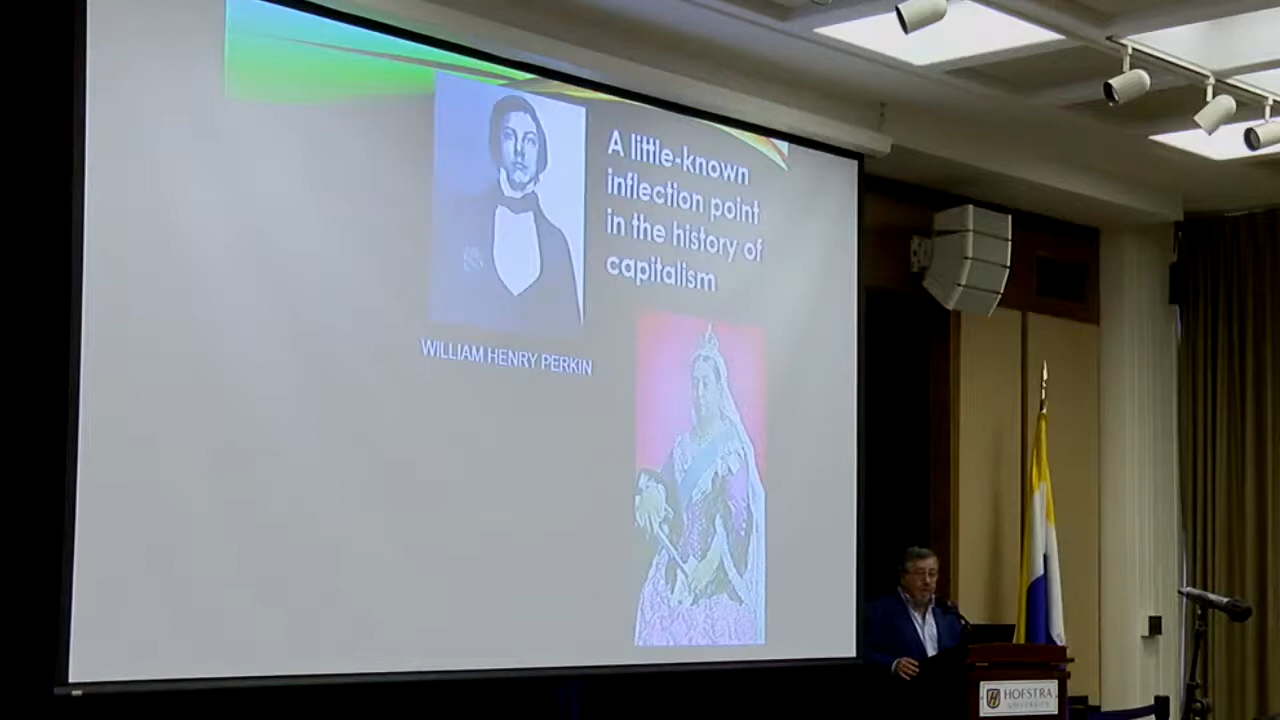 A little-known
inflection point
in the history of
capitalism
WILLIAM HENRY PERKIN
HOFSTRA
UNIVERSITY